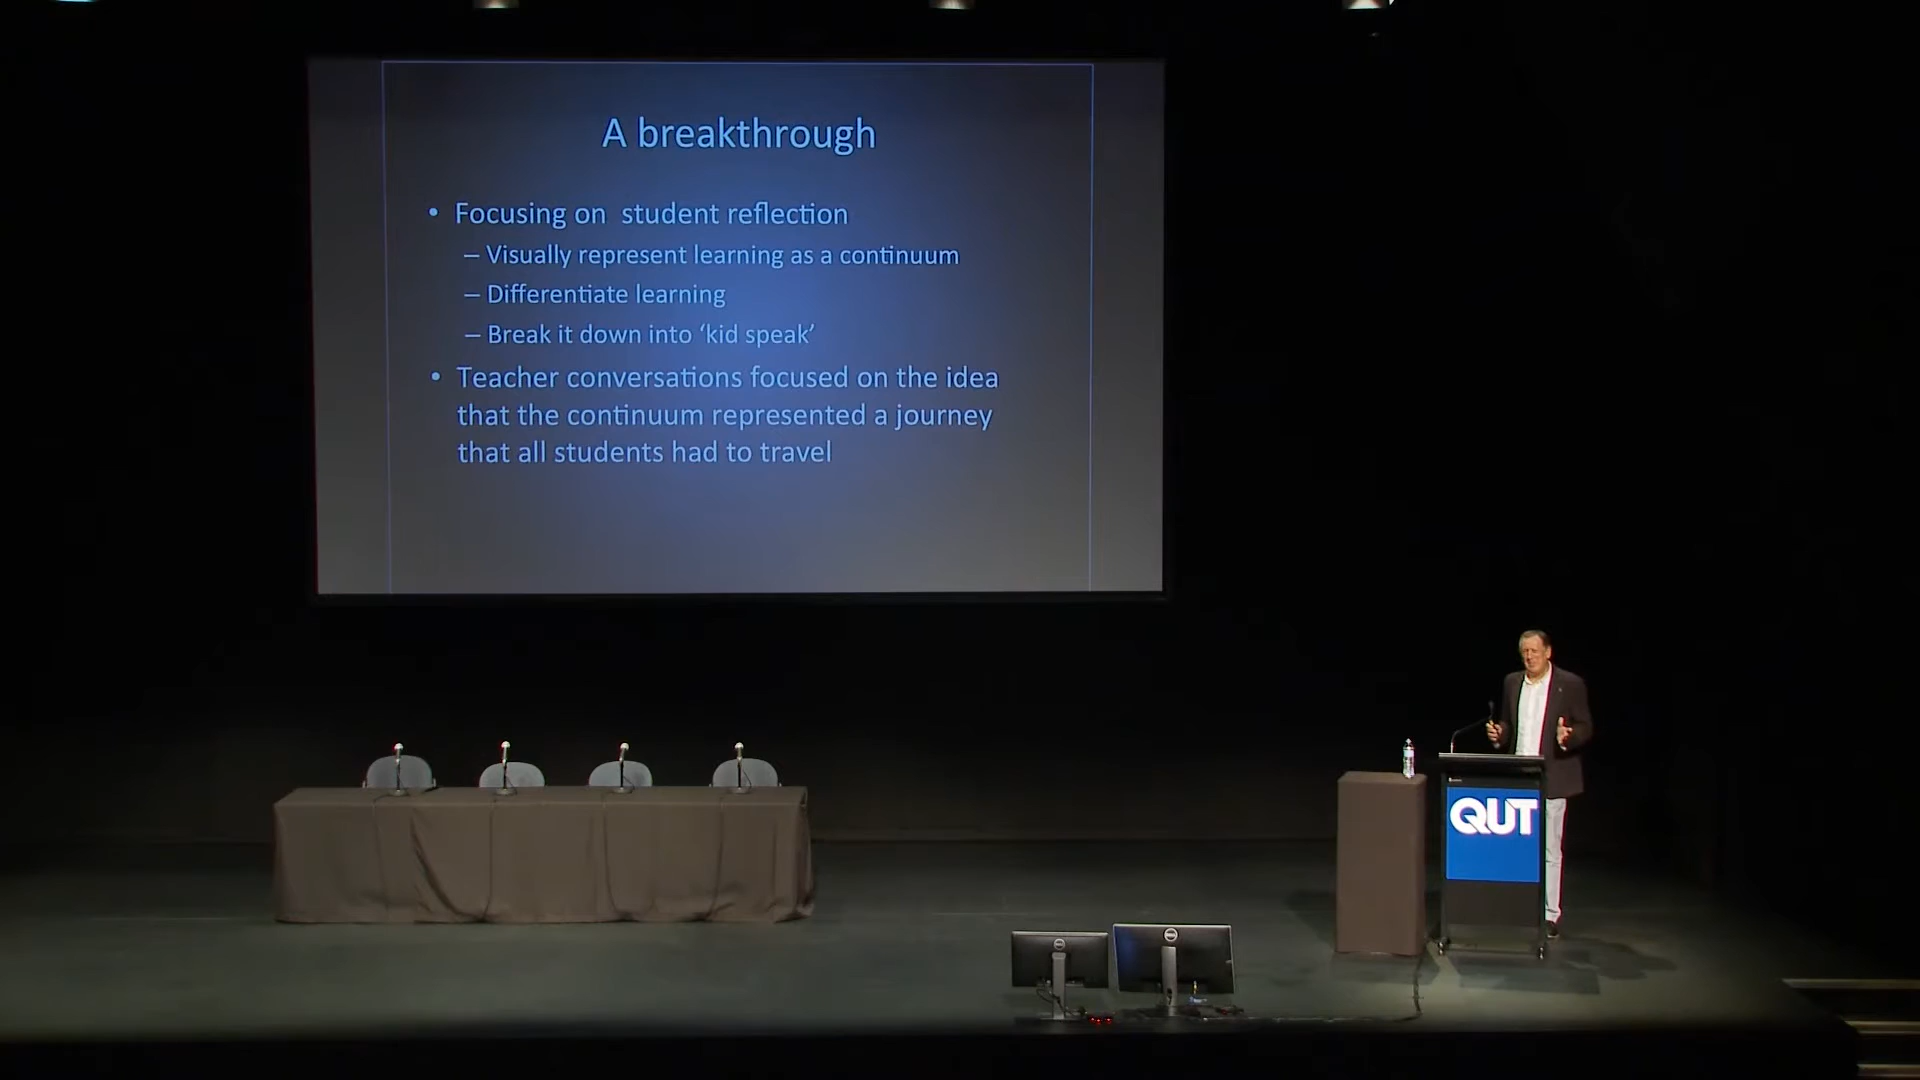 A breakthrough
• Focusing on  student reflection
– Visually represent learning as a continuum
– Differentiate learning
– Break it down into ‘kid speak’
• Teacher conversations focused on the idea
that the continuum represented a journey
that all students had to travel
QUT